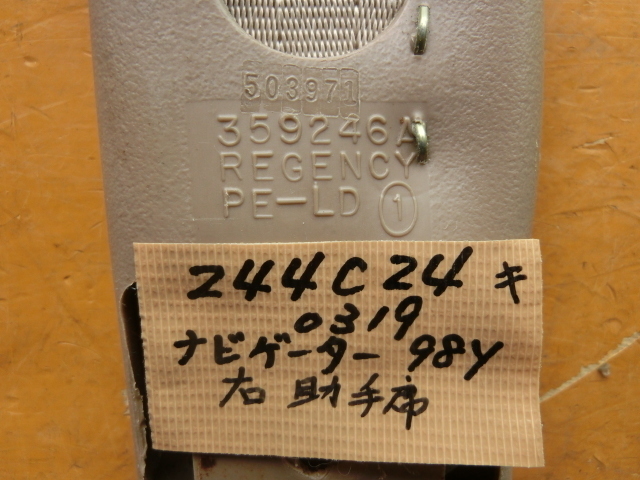 503971
359246A
REGENCY
PE-LD ①
244C24 キ
0319
ナビゲーター 98Y
右 助手席